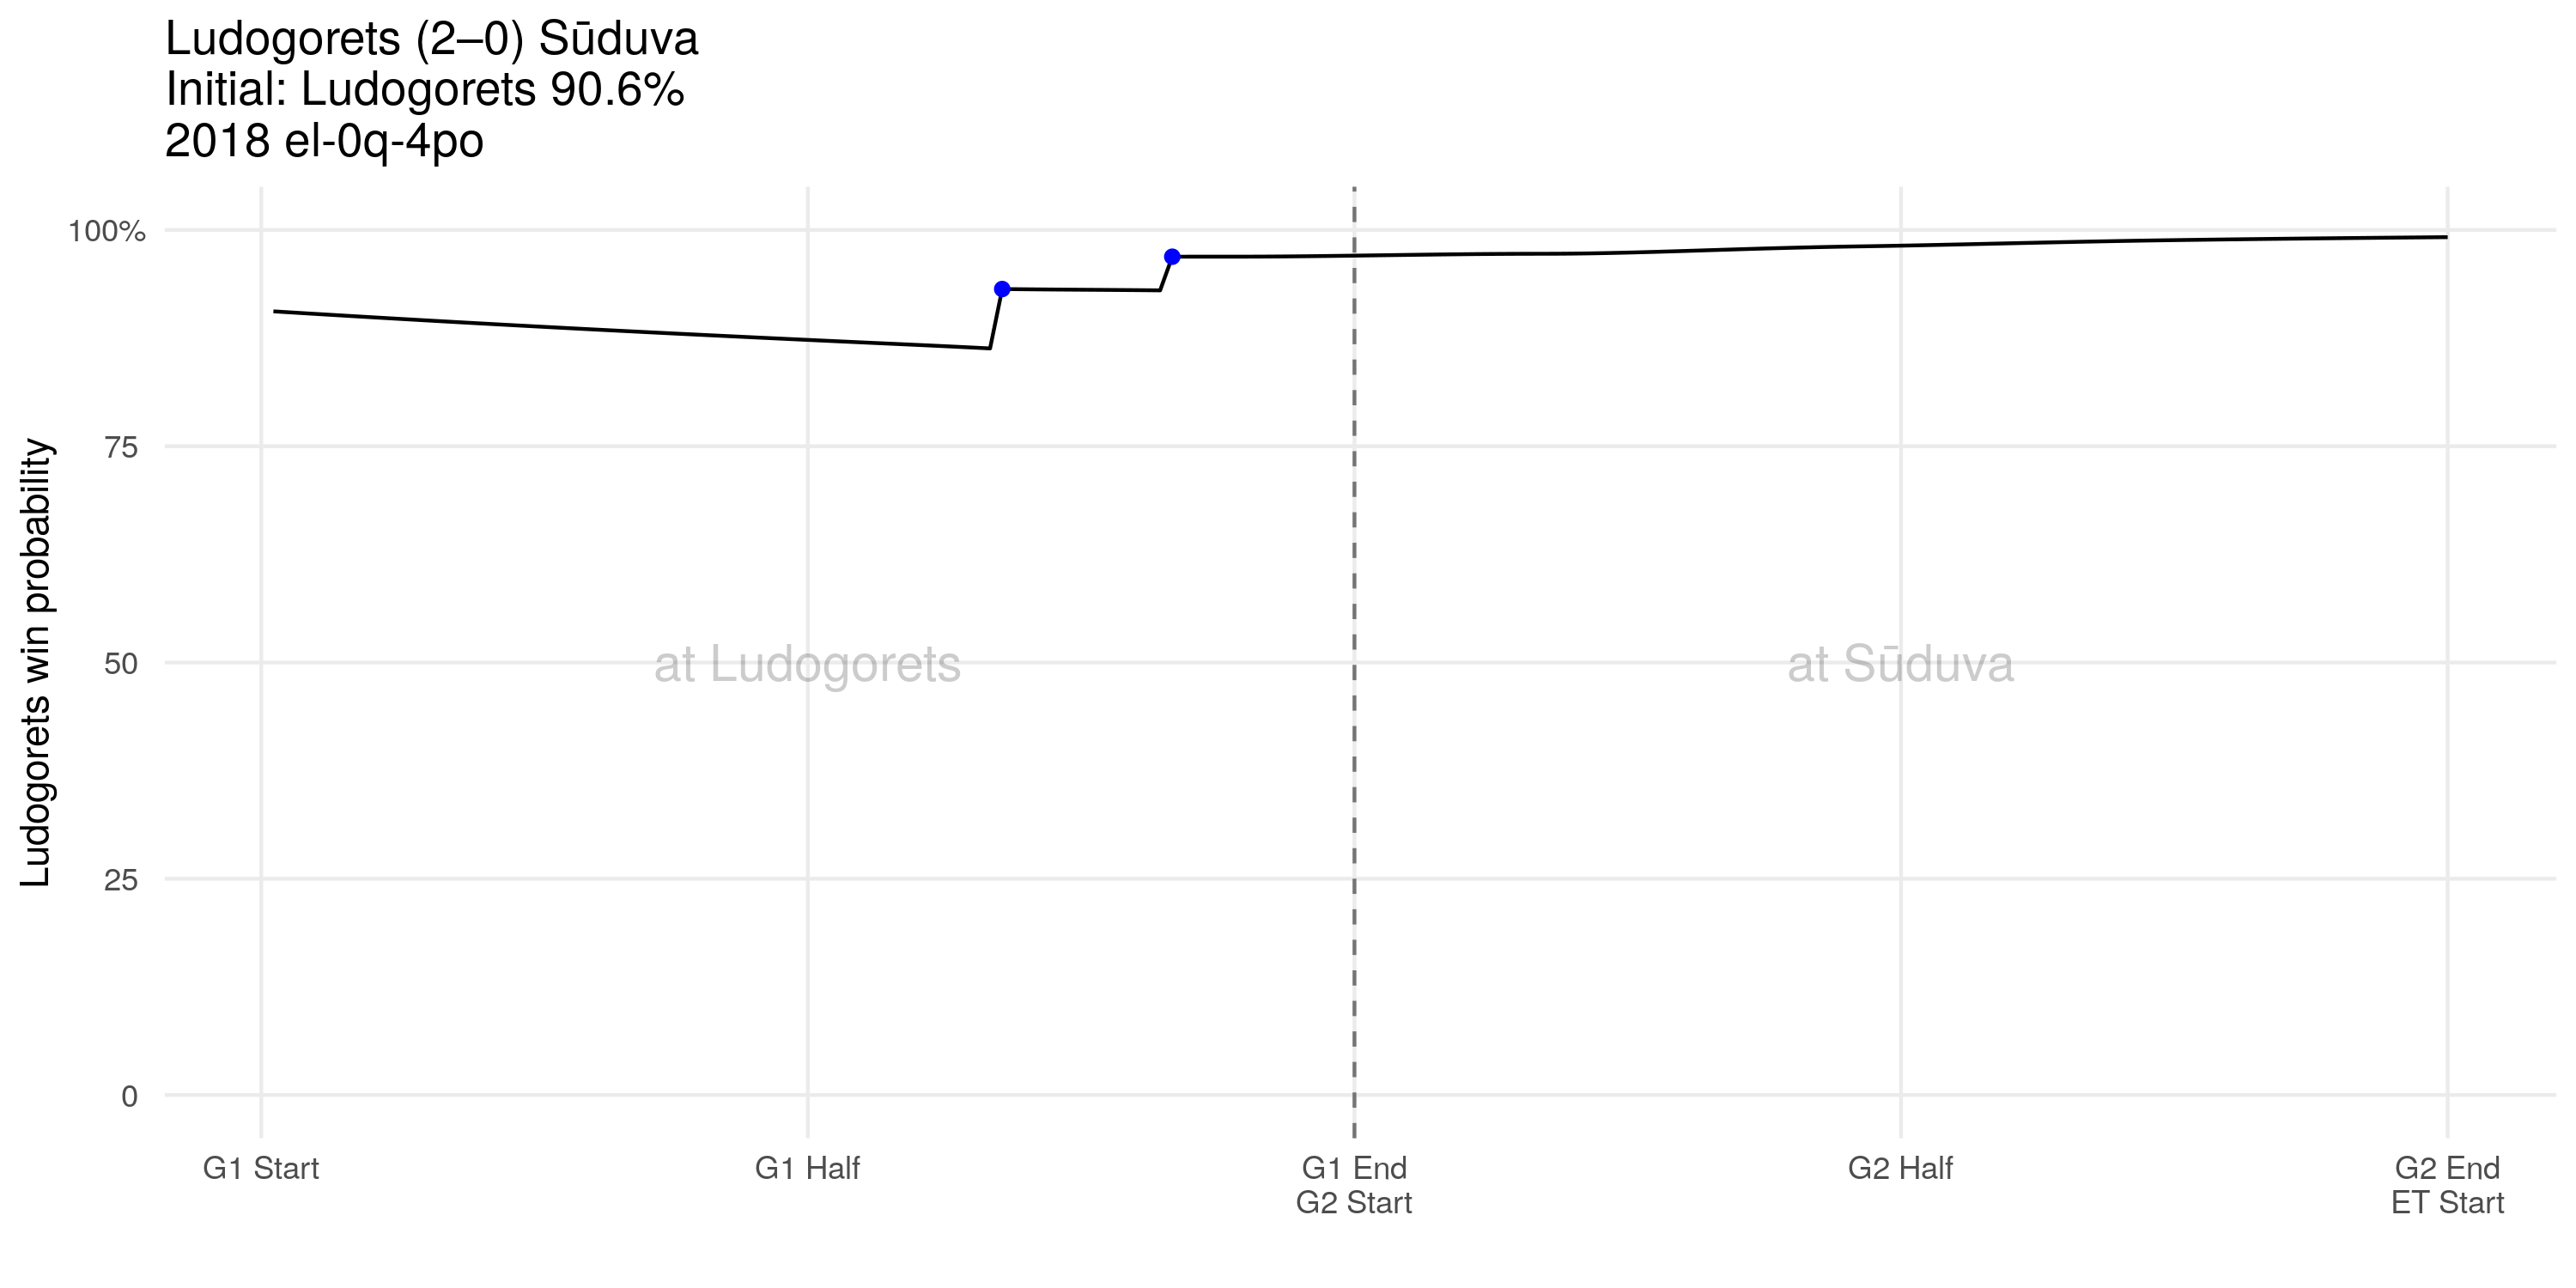 Ludogorets (2–0) Sūduva
Initial: Ludogorets 90.6%
2018 el-0q-4po
Ludogorets win probability
100%
75
50
25
0
at Ludogorets
at Sūduva
G1 Start
G1 Half
G1 End
G2 Start
G2 Half
G2 End
ET Start